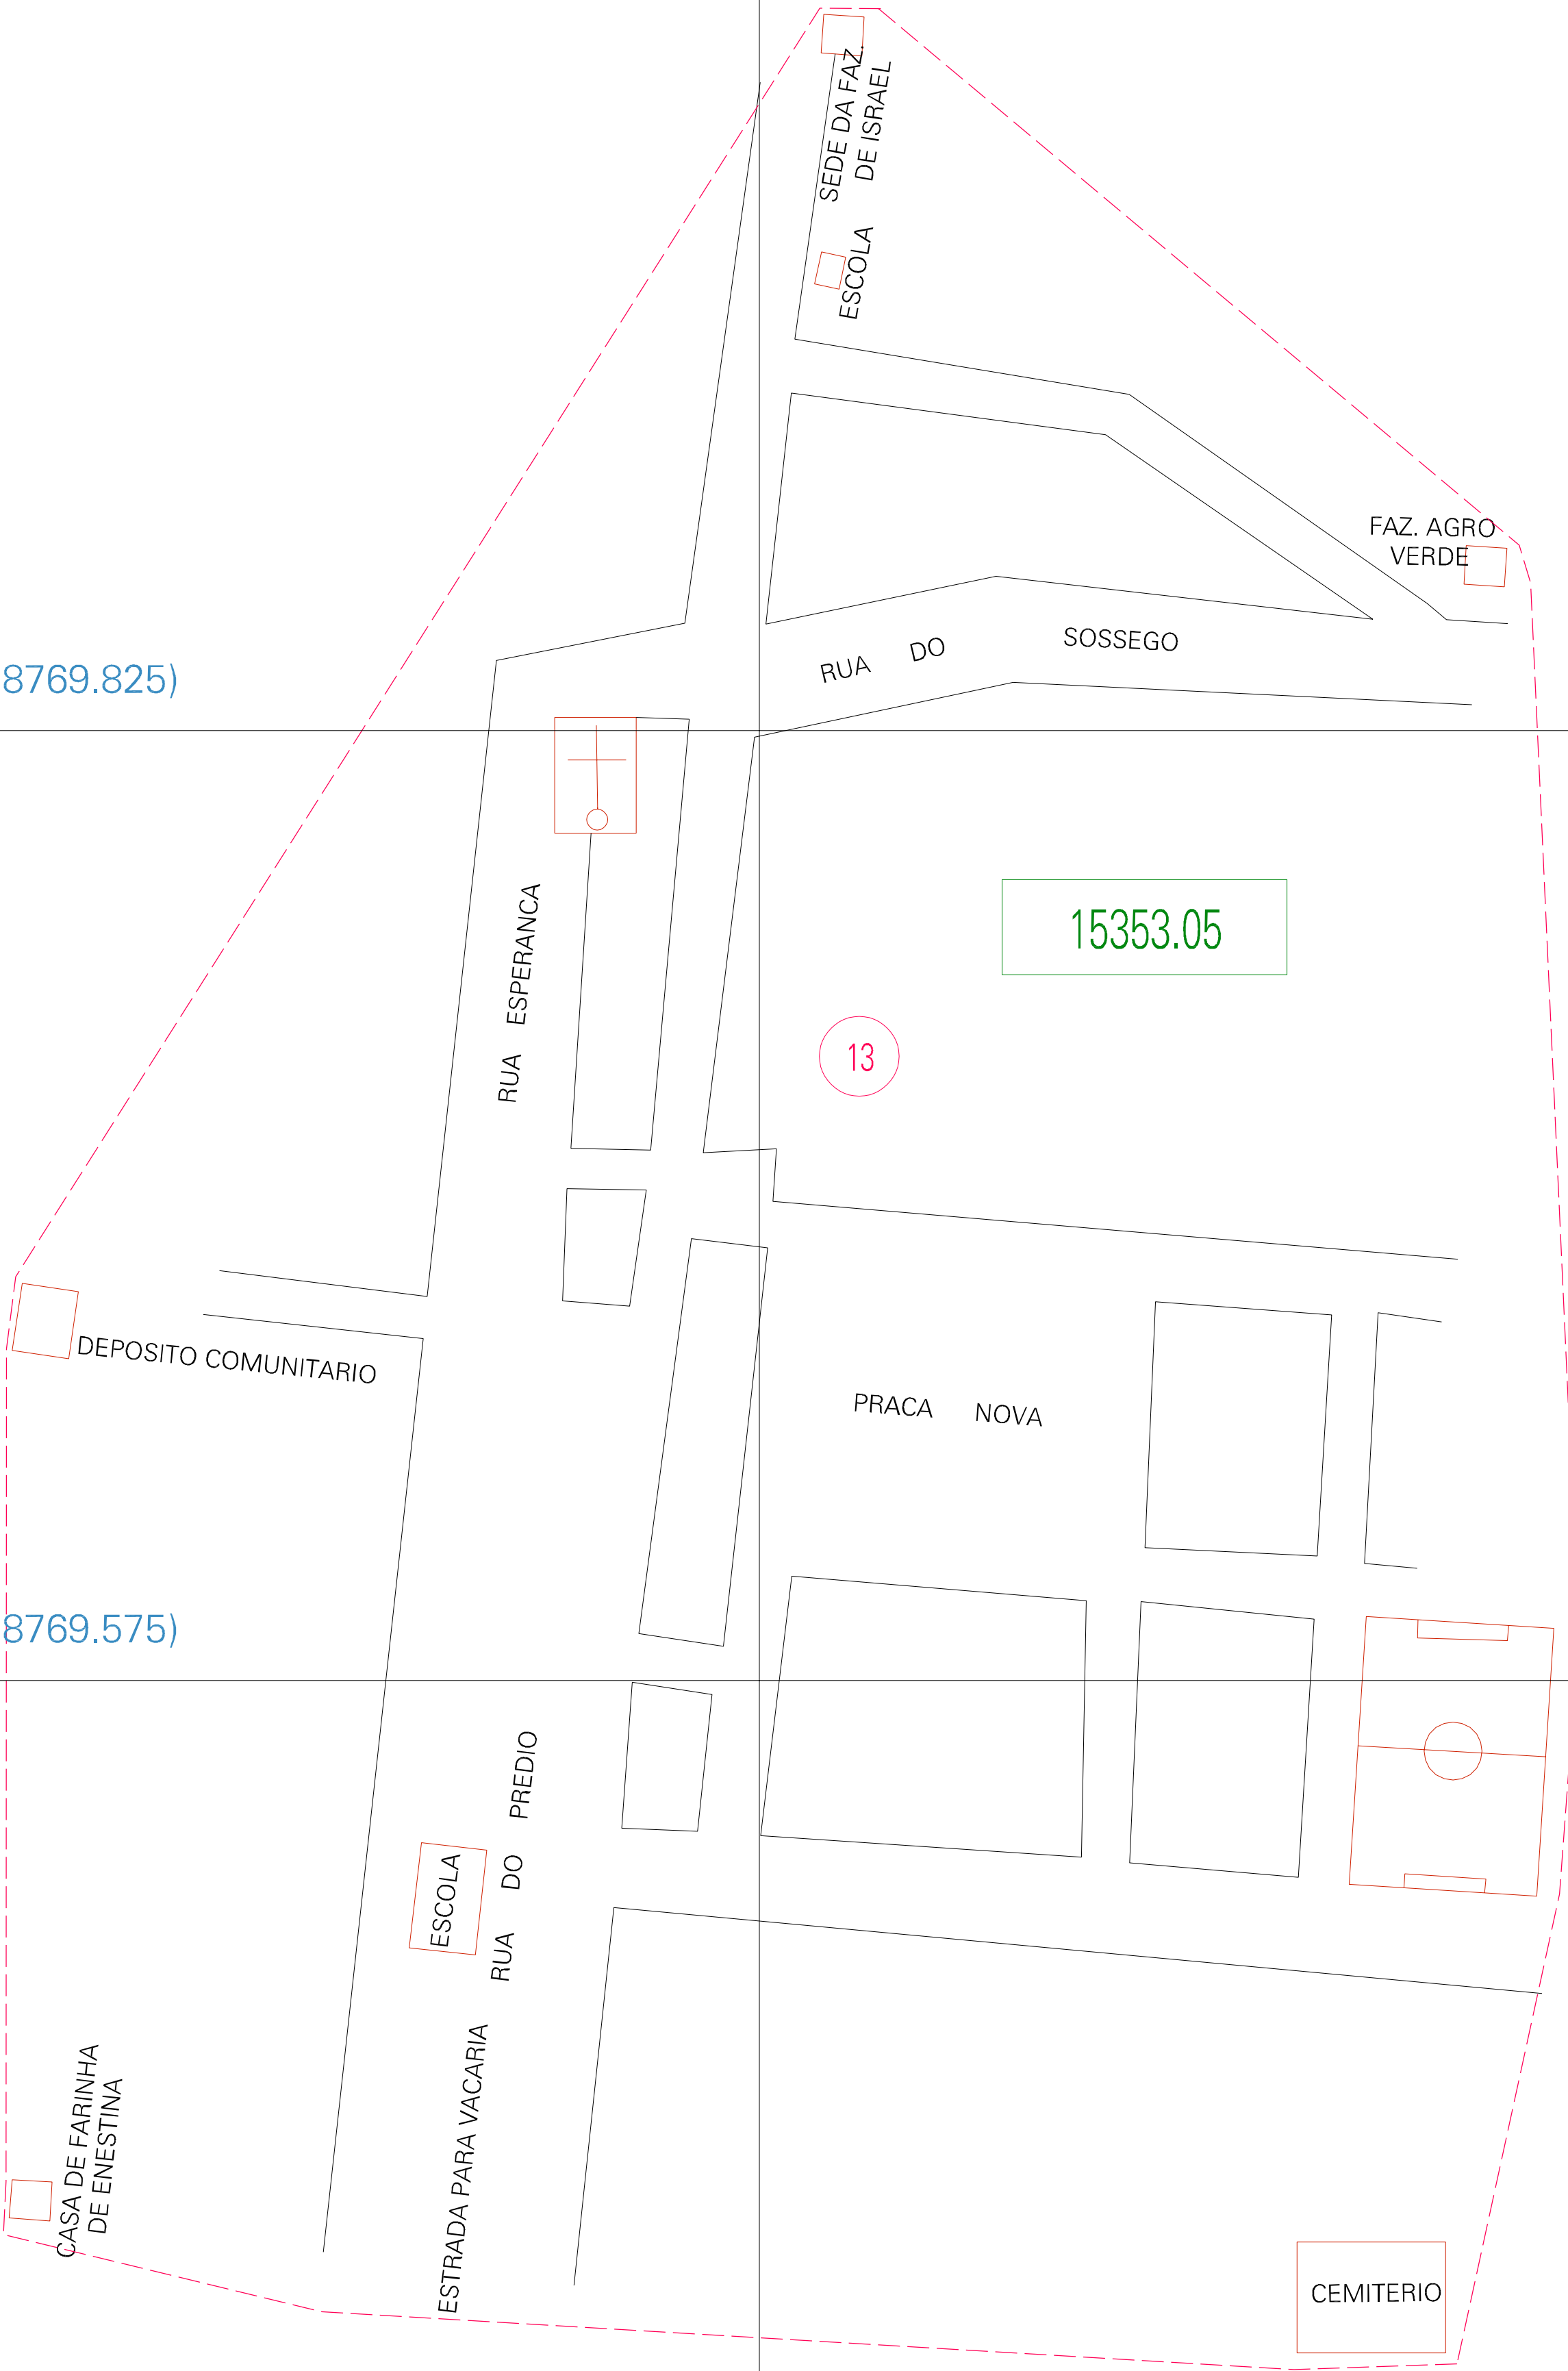 SEDE DA FAZ.
DE ISRAEL
ESCOLA
FAZ. AGRO
VERDE
RUA DO SOSSEGO
8769.825)
15353.05
RUA ESPERANCA
13
DEPOSITO COMUNITARIO
PRACA NOVA
8769.575)
RUA DO PREDIO
ESCOLA
ESTRADA PARA VACARIA
CASA DE FARINHA
DE ENESTINA
CEMITERIO